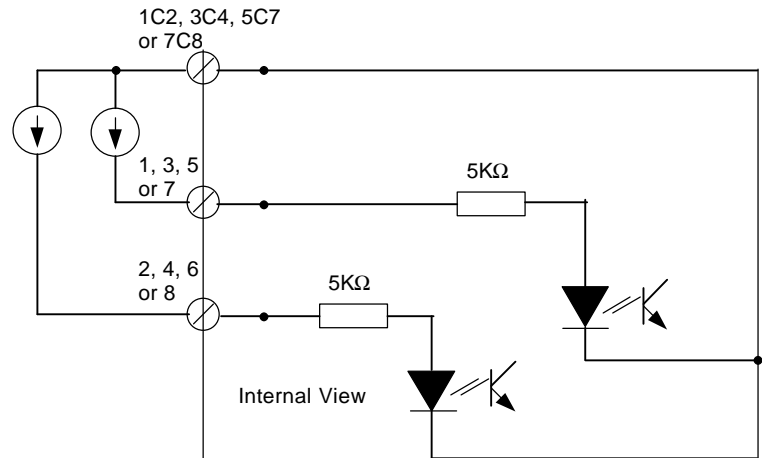 1C2, 3C4, 5C7
or 7C8
1, 3, 5
or 7
5KΩ
2, 4, 6
or 8
5KΩ
Internal View